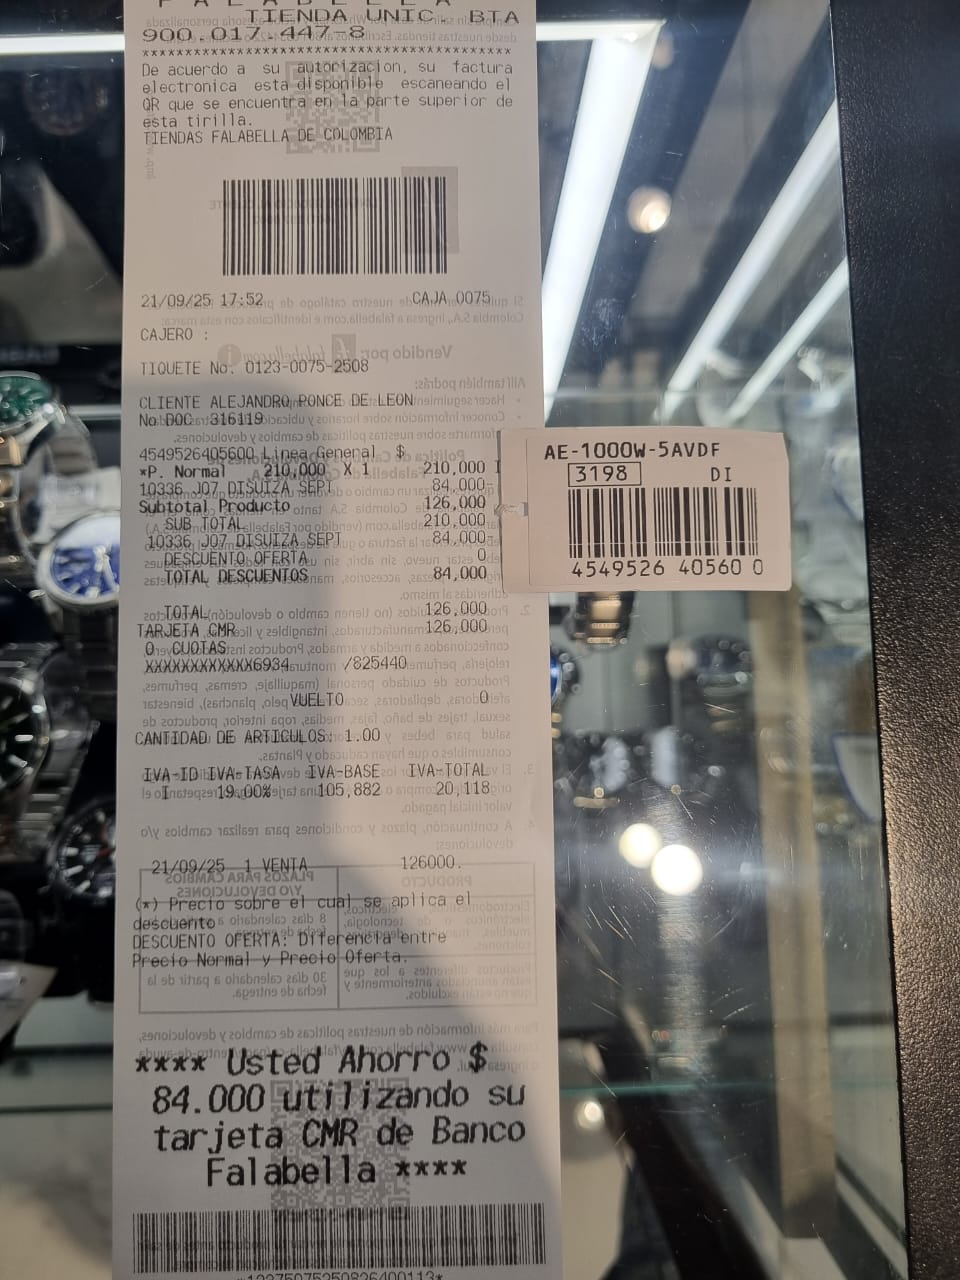 F A L A B E L L A
TIENDA UNIC. BTA
900.017.447-8
****************************************
De acuerdo a su autorizacion, su factura
electronica esta disponible escaneando el
QR que se encuentra en la parte superior de
esta tirilla.
TIENDAS FALABELLA DE COLOMBIA
21/09/25 17:52 CAJA 0075
CAJERO :
TIQUETE No. 0123-0075-2508
CLIENTE ALEJANDRO PONCE DE LEON
No DOC 316119
4549526405600 Linea General $
*P. Normal 210,000 X 1 210,000 I
10336 J07 DISUIZA SEPT 84,000-
Subtotal Producto 126,000
SUB TOTAL 210,000
10336 J07 DISUIZA SEPT 84,000-
DESCUENTO OFERTA 0
TOTAL DESCUENTOS 84,000
TOTAL 126,000
TARJETA CMR 126,000
0 CUOTAS
XXXXXXXXXXXX6934 /825440
VUELTO 0
CANTIDAD DE ARTICULOS: 1.00
IVA-ID IVA-TASA IVA-BASE IVA-TOTAL
I 19.00% 105,882 20,118
21/09/25 1 VENTA 126000.
(*) Precio sobre el cual se aplica el
descuento
DESCUENTO OFERTA: Diferencia entre
Precio Normal y Precio Oferta.
**** Usted Ahorro $
84.000 utilizando su
tarjeta CMR de Banco
Falabella ****
AE-1000W-5AVDF
3198 DI
4549526 40560 0